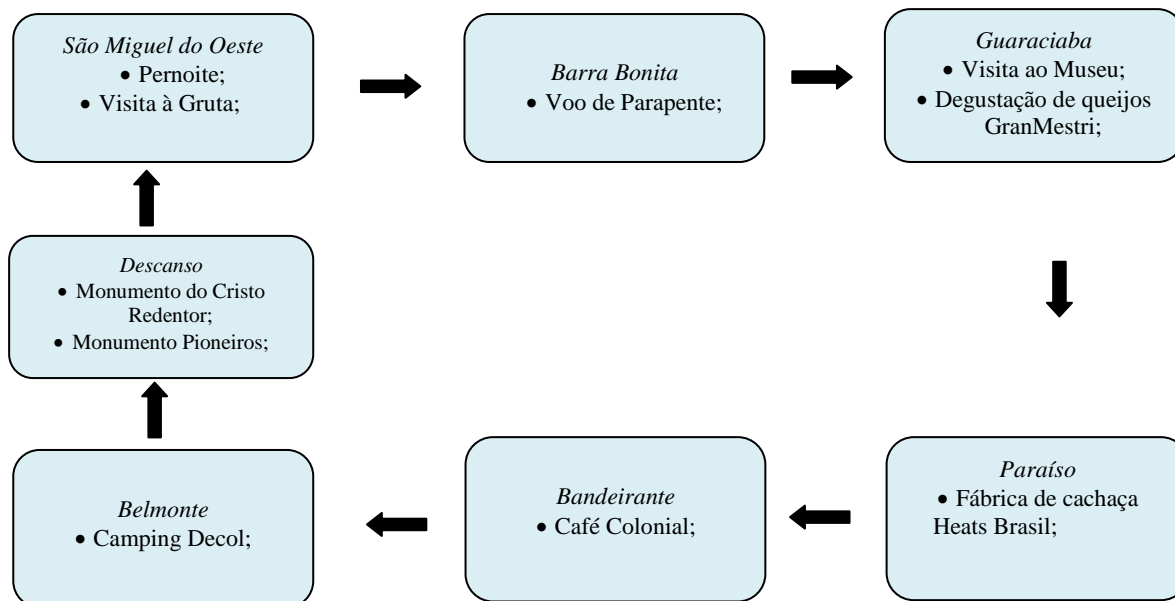 São Miguel do Oeste
• Pernoite;
• Visita à Gruta;
Barra Bonita
• Voo de Parapente;
Guaraciaba
• Visita ao Museu;
• Degustação de queijos
GranMestri;
Descanso
• Monumento do Cristo
Redentor;
• Monumento Pioneiros;
Belmonte
• Camping Decol;
Bandeirante
• Café Colonial;
Paraíso
• Fábrica de cachaça
Heats Brasil;